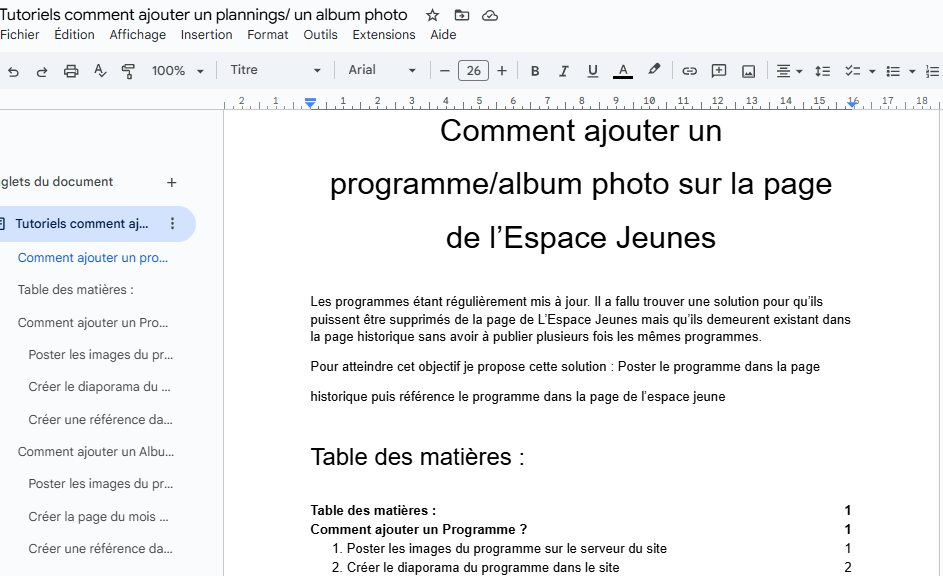 Tutoriels comment ajouter un plannings/ un album photo
Fichier Édition Affichage Insertion Format Outils Extensions Aide
100% Titre Arial 26 B I U A
2 1 1 2 3 4 5 6 7 8 9 10 11 12 13 14 15 16 17 18
glets du document
Tutoriels comment aj...
Comment ajouter un pro...
Table des matières :
Comment ajouter un Pro...
Poster les images du pr...
Créer le diaporama du ...
Créer une référence da...
Comment ajouter un Albu...
Poster les images du pr...
Créer la page du mois ...
Créer une référence da...
Comment ajouter un
programme/album photo sur la page
de l’Espace Jeunes
Les programmes étant régulièrement mis à jour. Il a fallu trouver une solution pour qu’ils
puissent être supprimés de la page de L’Espace Jeunes mais qu’ils demeurent existant dans
la page historique sans avoir à publier plusieurs fois les mêmes programmes.
Pour atteindre cet objectif je propose cette solution : Poster le programme dans la page
historique puis référence le programme dans la page de l’espace jeune
Table des matières :
Table des matières : 1
Comment ajouter un Programme ? 1
1. Poster les images du programme sur le serveur du site 1
2. Créer le diaporama du programme dans le site 2